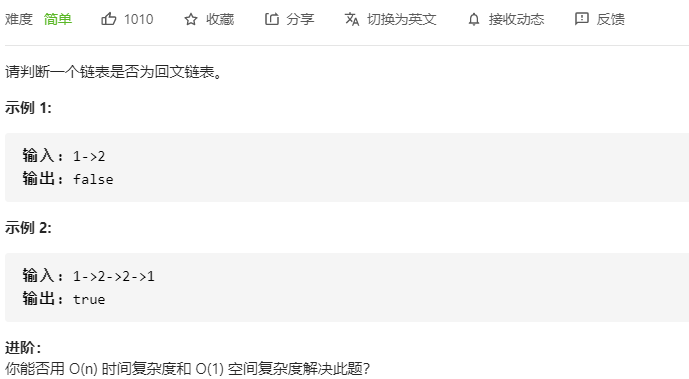 难度 简单 1010 收藏 分享 切换为英文 接收动态 反馈
请判断一个链表是否为回文链表。
示例 1:
输入: 1->2
输出: false
示例 2:
输入: 1->2->2->1
输出: true
进阶:
你能否用 O(n) 时间复杂度和 O(1) 空间复杂度解决此题?